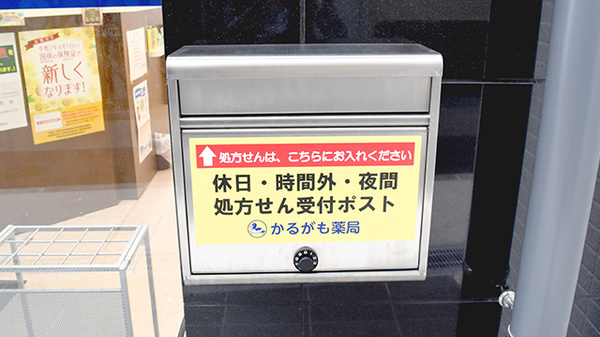 処方せんは、こちらにお入れください
休日・時間外・夜間
処方せん受付ポスト
かるがも薬局
新しく
なります!